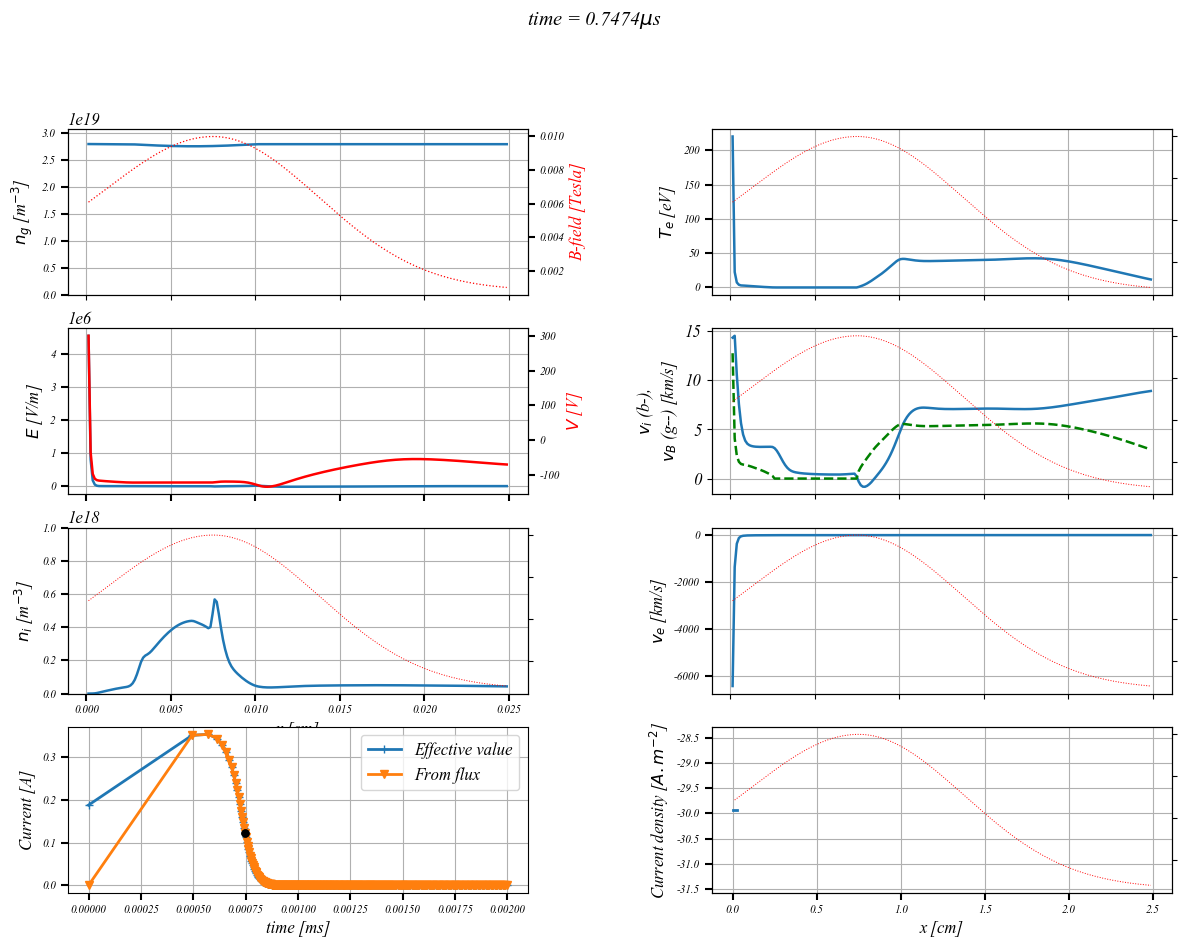 time = 0.7474μs
1e19
3.0
2.5
2.0
1.5
1.0
0.5
0.0
n_g [m^{-3}]
0.010
0.008
0.006
0.004
0.002
B-field [Tesla]
200
150
100
50
0
T_e [eV]
1e6
4
3
2
1
0
E [V/m]
300
200
100
0
-100
V [V]
15
10
5
0
v_i (b-),
v_B (g--) [km/s]
1e18
1.0
0.8
0.6
0.4
0.2
0.0
n_i [m^{-3}]
0.000 0.005 0.010 0.015 0.020 0.025
0
-2000
-4000
-6000
v_e [km/s]
0.3
0.2
0.1
0.0
Current [A]
Effective value
From flux
0.00000 0.00025 0.00050 0.00075 0.00100 0.00125 0.00150 0.00175 0.00200
time [ms]
-28.5
-29.0
-29.5
-30.0
-30.5
-31.0
-31.5
Current density [A.m^{-2}]
0.0 0.5 1.0 1.5 2.0 2.5
x [cm]